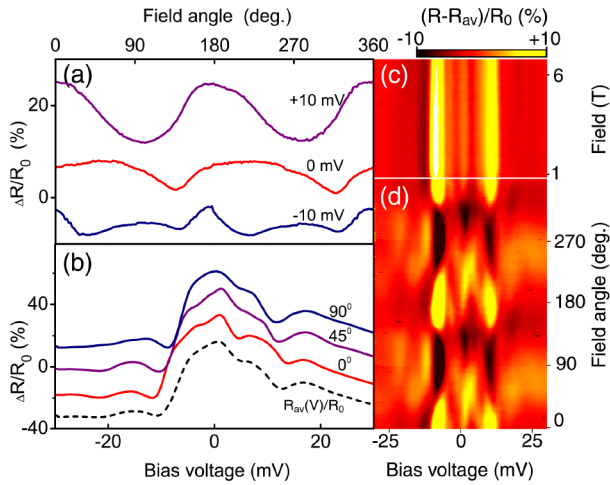 Field angle (deg.)
0 90 180 270 360
(R-R_av)/R_0 (%)
-10 +10
(a)
+10 mV
0 mV
-10 mV
20
0
ΔR/R_0 (%)
(c)
6
1
Field (T)
(b)
90^0
45^0
0^0
R_av(V)/R_0
40
0
-40
ΔR/R_0 (%)
-20 0 20
Bias voltage (mV)
(d)
270
180
90
0
Field angle (deg.)
-25 0 25
Bias voltage (mV)